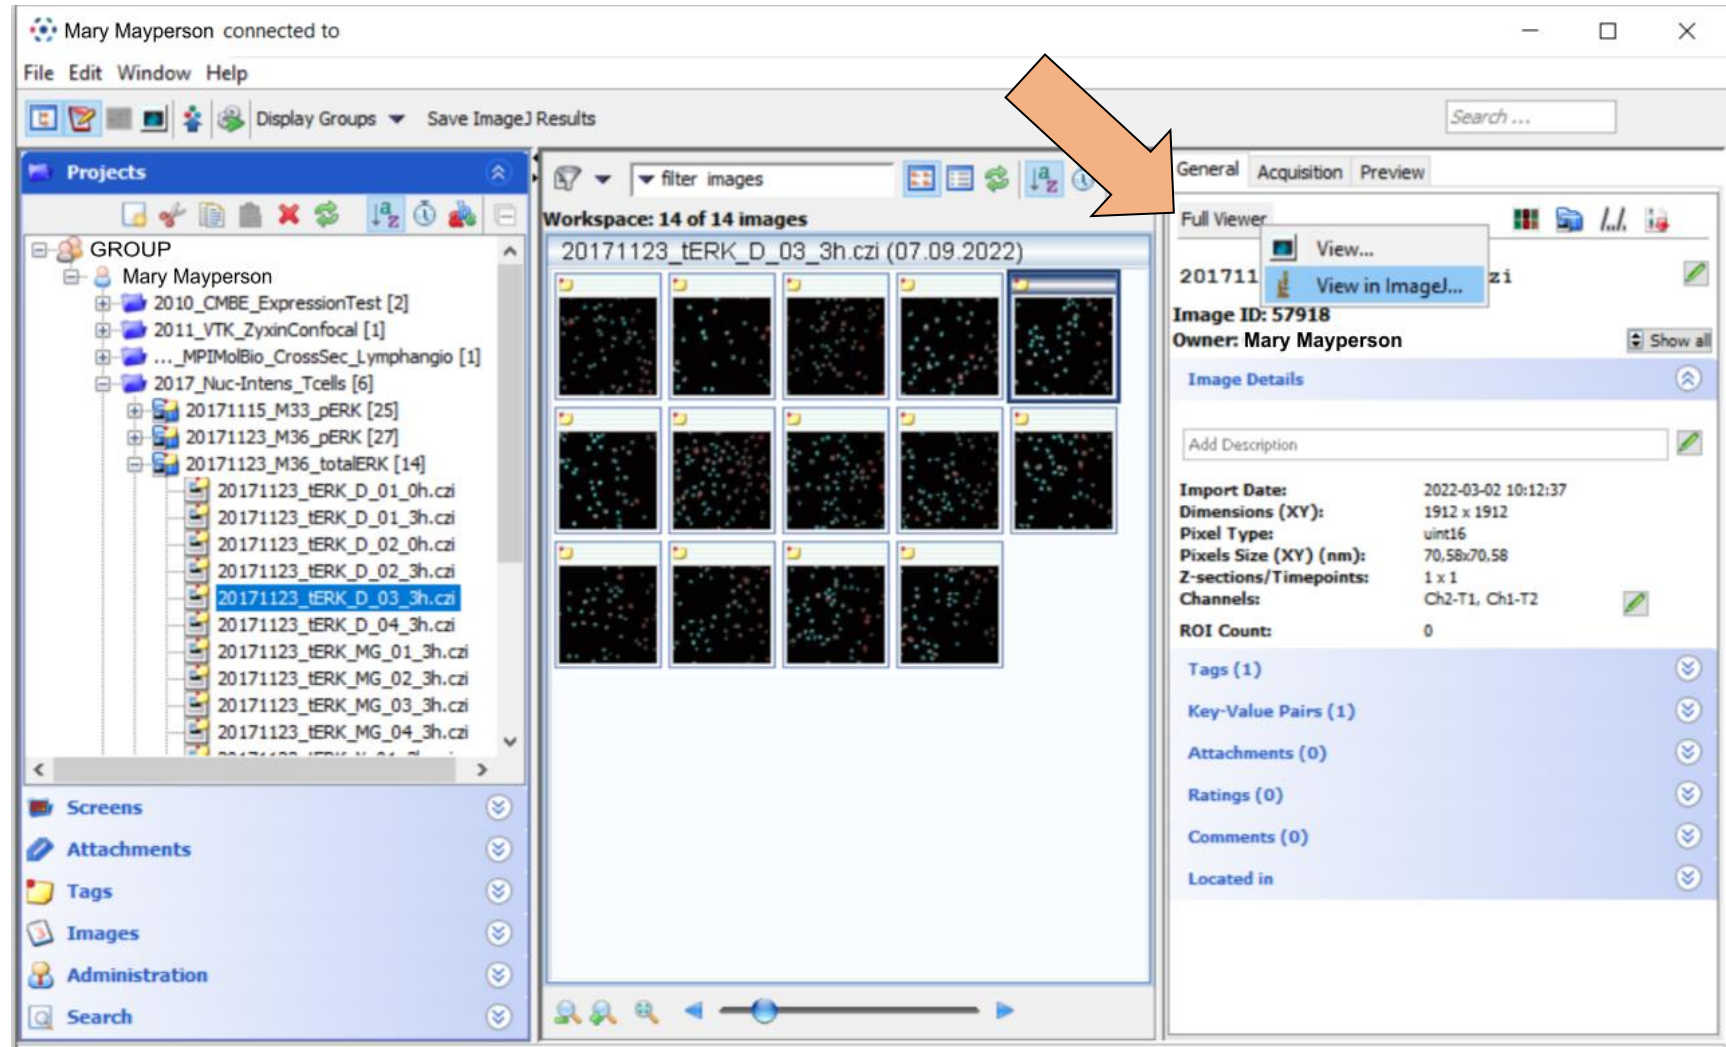 Mary Mayperson connected to
File Edit Window Help
Display Groups Save ImageJ Results
Search ...
Projects
GROUP
Mary Mayperson
2010_CMBE_ExpressionTest [2]
2011_VTK_ZyxinConfocal [1]
..._MPIMolBio_CrossSec_Lymphangio [1]
2017_Nuc-Intens_Tcells [6]
20171115_M33_pERK [25]
20171123_M36_pERK [27]
20171123_M36_totalERK [14]
20171123_tERK_D_01_0h.czi
20171123_tERK_D_01_3h.czi
20171123_tERK_D_02_0h.czi
20171123_tERK_D_02_3h.czi
20171123_tERK_D_03_3h.czi
20171123_tERK_D_04_3h.czi
20171123_tERK_MG_01_3h.czi
20171123_tERK_MG_02_3h.czi
20171123_tERK_MG_03_3h.czi
20171123_tERK_MG_04_3h.czi
Screens
Attachments
Tags
Images
Administration
Search
filter images
Workspace: 14 of 14 images
20171123_tERK_D_03_3h.czi (07.09.2022)
General Acquisition Preview
Full Viewer
View...
View in ImageJ...
201711 zi
Image ID: 57918
Owner: Mary Mayperson
Show all
Image Details
Add Description
Import Date: 2022-03-02 10:12:37
Dimensions (XY): 1912 x 1912
Pixel Type: uint16
Pixels Size (XY) (nm): 70,58x70,58
Z-sections/Timepoints: 1 x 1
Channels: Ch2-T1, Ch1-T2
ROI Count: 0
Tags (1)
Key-Value Pairs (1)
Attachments (0)
Ratings (0)
Comments (0)
Located in